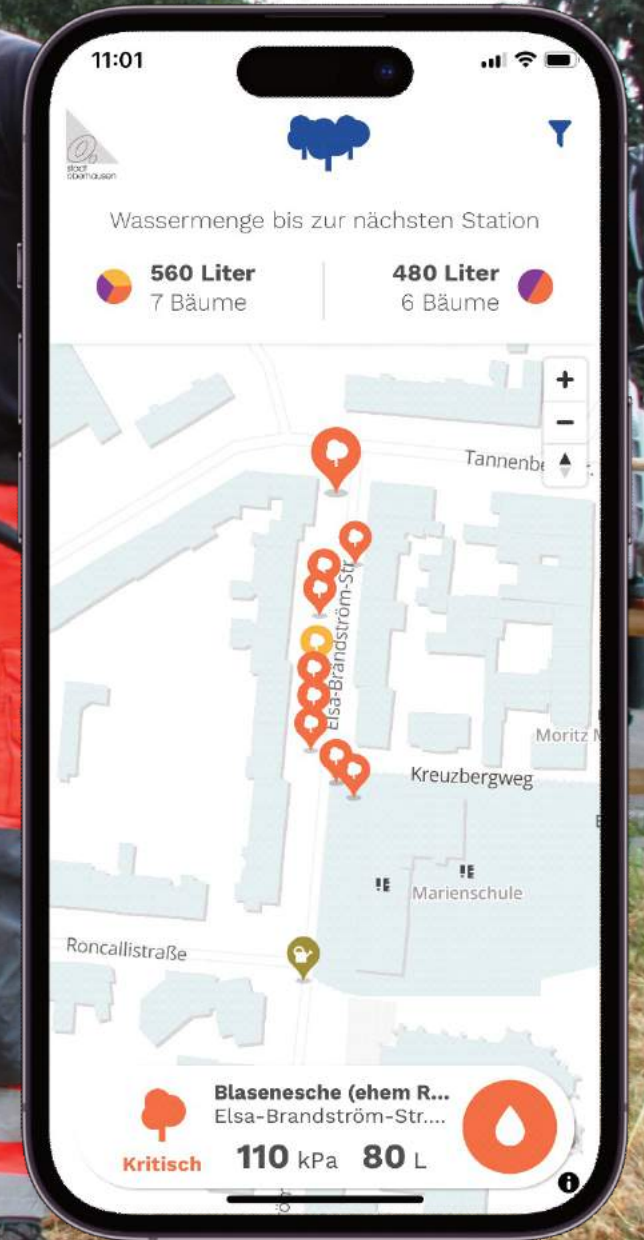 11:01
stadt
oberhausen
Wassermenge bis zur nächsten Station
560 Liter
7 Bäume
480 Liter
6 Bäume
+
−
Tannenbe
Elsa-Brändström-Str.
Moritz
Kreuzbergweg
Marienschule
Roncallistraße
Blasenesche (ehem R...
Elsa-Brandström-Str....
Kritisch
110 kPa 80 L